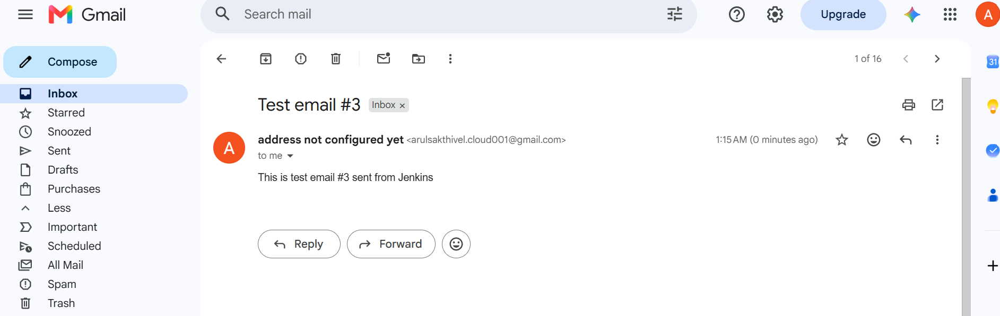 Gmail
Search mail
Upgrade
A
Compose
Inbox
Starred
Snoozed
Sent
Drafts
Purchases
Less
Important
Scheduled
All Mail
Spam
Trash
1 of 16
Test email #3 Inbox ×
A
address not configured yet <arulsakthivel.cloud001@gmail.com>
1:15 AM (0 minutes ago)
to me
This is test email #3 sent from Jenkins
Reply
Forward
31